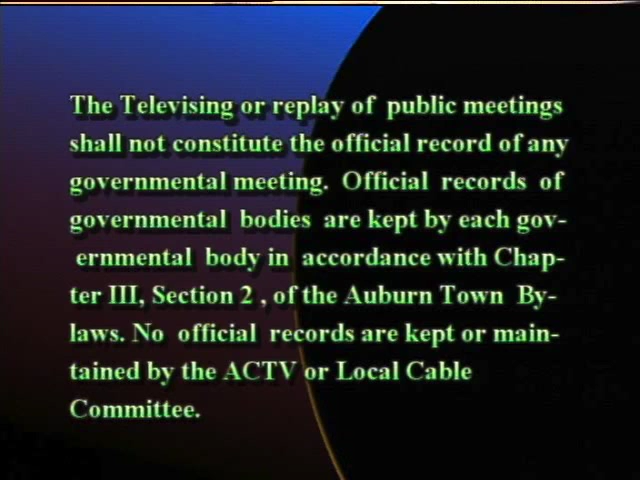 The Televising or replay of public meetings
shall not constitute the official record of any
governmental meeting. Official records of
governmental bodies are kept by each gov-
ernmental body in accordance with Chap-
ter III, Section 2 , of the Auburn Town By-
laws. No official records are kept or main-
tained by the ACTV or Local Cable
Committee.